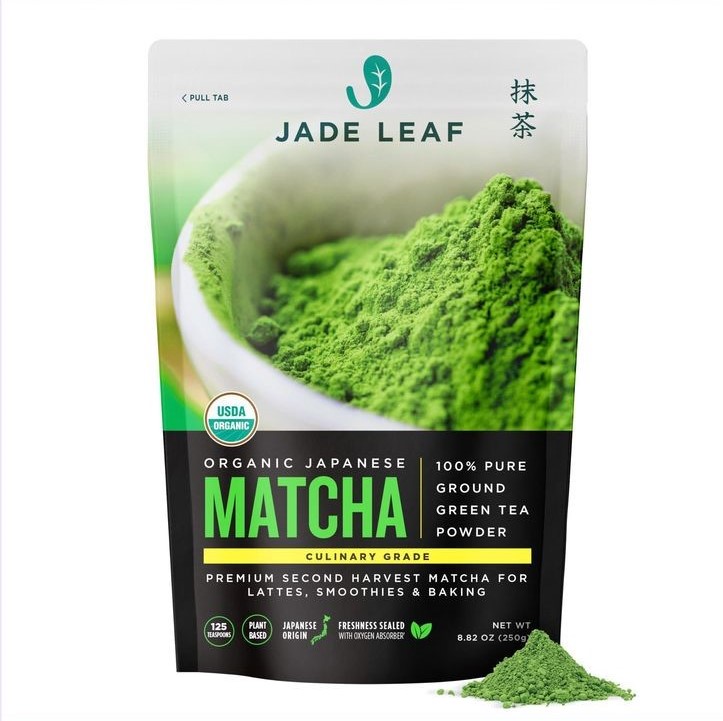 < PULL TAB
JADE LEAF
抹
茶
USDA
ORGANIC
ORGANIC JAPANESE
MATCHA
100% PURE
GROUND
GREEN TEA
POWDER
CULINARY GRADE
PREMIUM SECOND HARVEST MATCHA FOR
LATTES, SMOOTHIES & BAKING
125
TEASPOONS
PLANT
BASED
JAPANESE
ORIGIN
FRESHNESS SEALED
WITH OXYGEN ABSORBER
NET WT
8.82 OZ (250g)